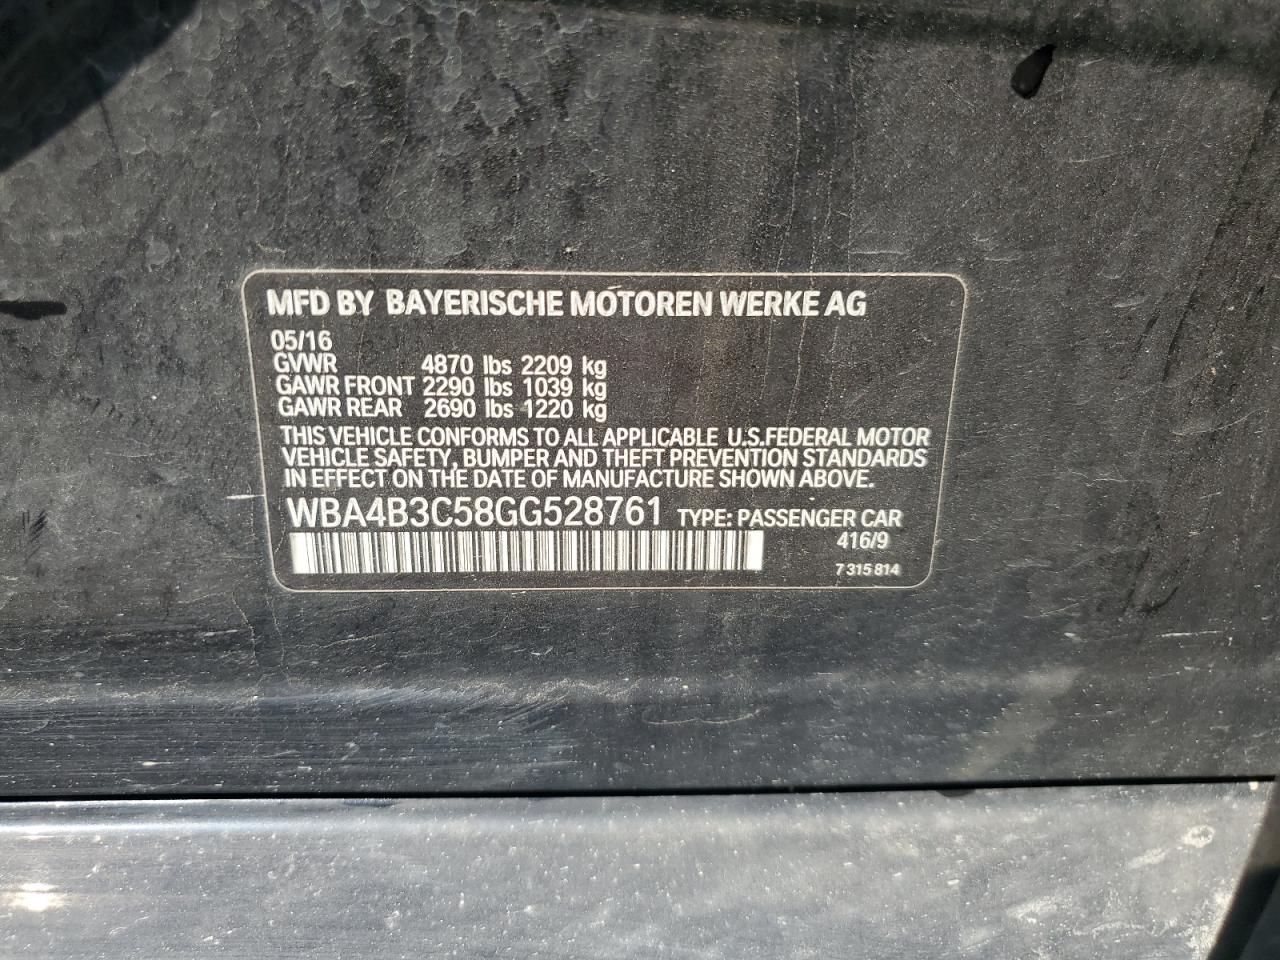 MFD BY BAYERISCHE MOTOREN WERKE AG
05/16
GVWR 4870 lbs 2209 kg
GAWR FRONT 2290 lbs 1039 kg
GAWR REAR 2690 lbs 1220 kg
THIS VEHICLE CONFORMS TO ALL APPLICABLE U.S.FEDERAL MOTOR
VEHICLE SAFETY, BUMPER AND THEFT PREVENTION STANDARDS
IN EFFECT ON THE DATE OF MANUFACTURE SHOWN ABOVE.
WBA4B3C58GG528761 TYPE: PASSENGER CAR
416/9
7 315 814